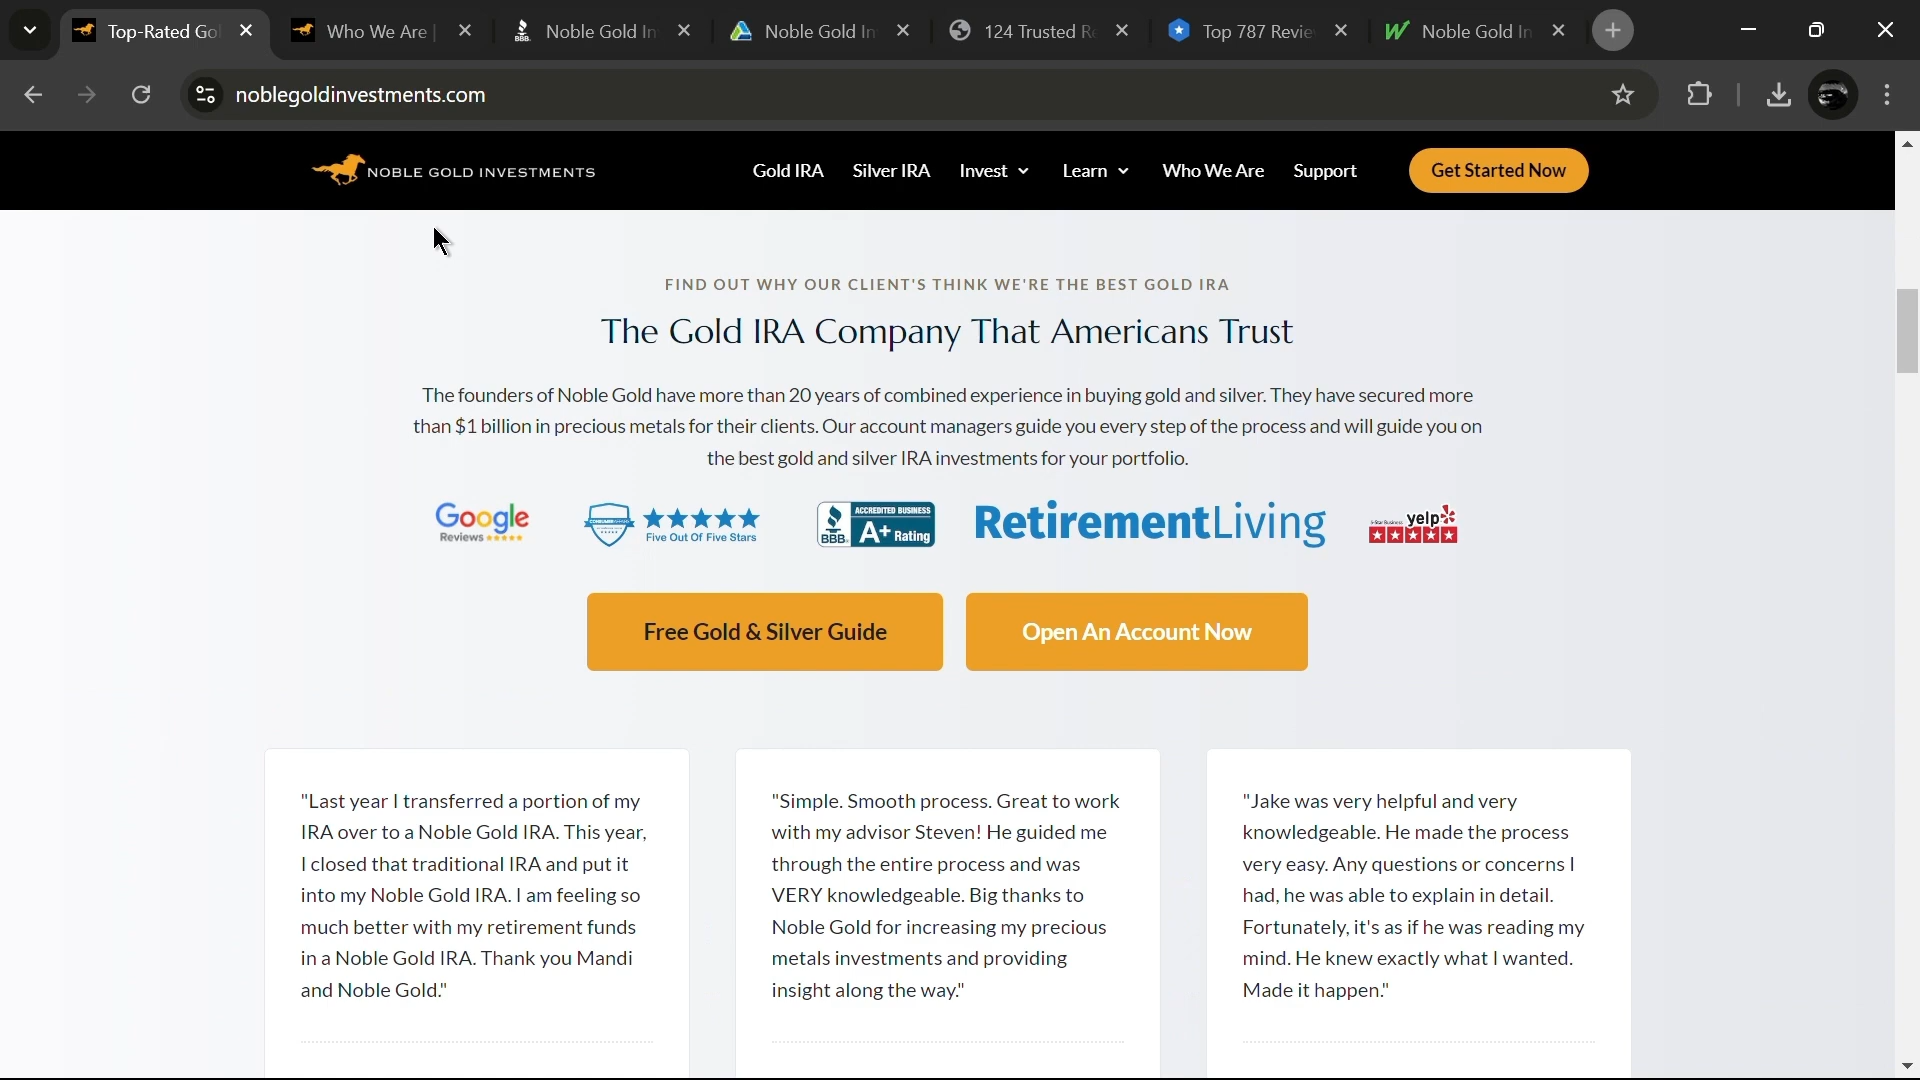 Top-Rated Gol
Who We Are |
Noble Gold In
Noble Gold In
124 Trusted Re
Top 787 Revie
Noble Gold In
noblegoldinvestments.com
NOBLE GOLD INVESTMENTS
Gold IRA
Silver IRA
Invest
Learn
Who We Are
Support
Get Started Now
FIND OUT WHY OUR CLIENT'S THINK WE'RE THE BEST GOLD IRA
The Gold IRA Company That Americans Trust
The founders of Noble Gold have more than 20 years of combined experience in buying gold and silver. They have secured more
than $1 billion in precious metals for their clients. Our account managers guide you every step of the process and will guide you on
the best gold and silver IRA investments for your portfolio.
Google
Reviews
Five Out Of Five Stars
BBB.
ACCREDITED BUSINESS
A+ Rating
RetirementLiving
yelp
Free Gold & Silver Guide
Open An Account Now
"Last year I transferred a portion of my
IRA over to a Noble Gold IRA. This year,
I closed that traditional IRA and put it
into my Noble Gold IRA. I am feeling so
much better with my retirement funds
in a Noble Gold IRA. Thank you Mandi
and Noble Gold."
"Simple. Smooth process. Great to work
with my advisor Steven! He guided me
through the entire process and was
VERY knowledgeable. Big thanks to
Noble Gold for increasing my precious
metals investments and providing
insight along the way."
"Jake was very helpful and very
knowledgeable. He made the process
very easy. Any questions or concerns I
had, he was able to explain in detail.
Fortunately, it's as if he was reading my
mind. He knew exactly what I wanted.
Made it happen."